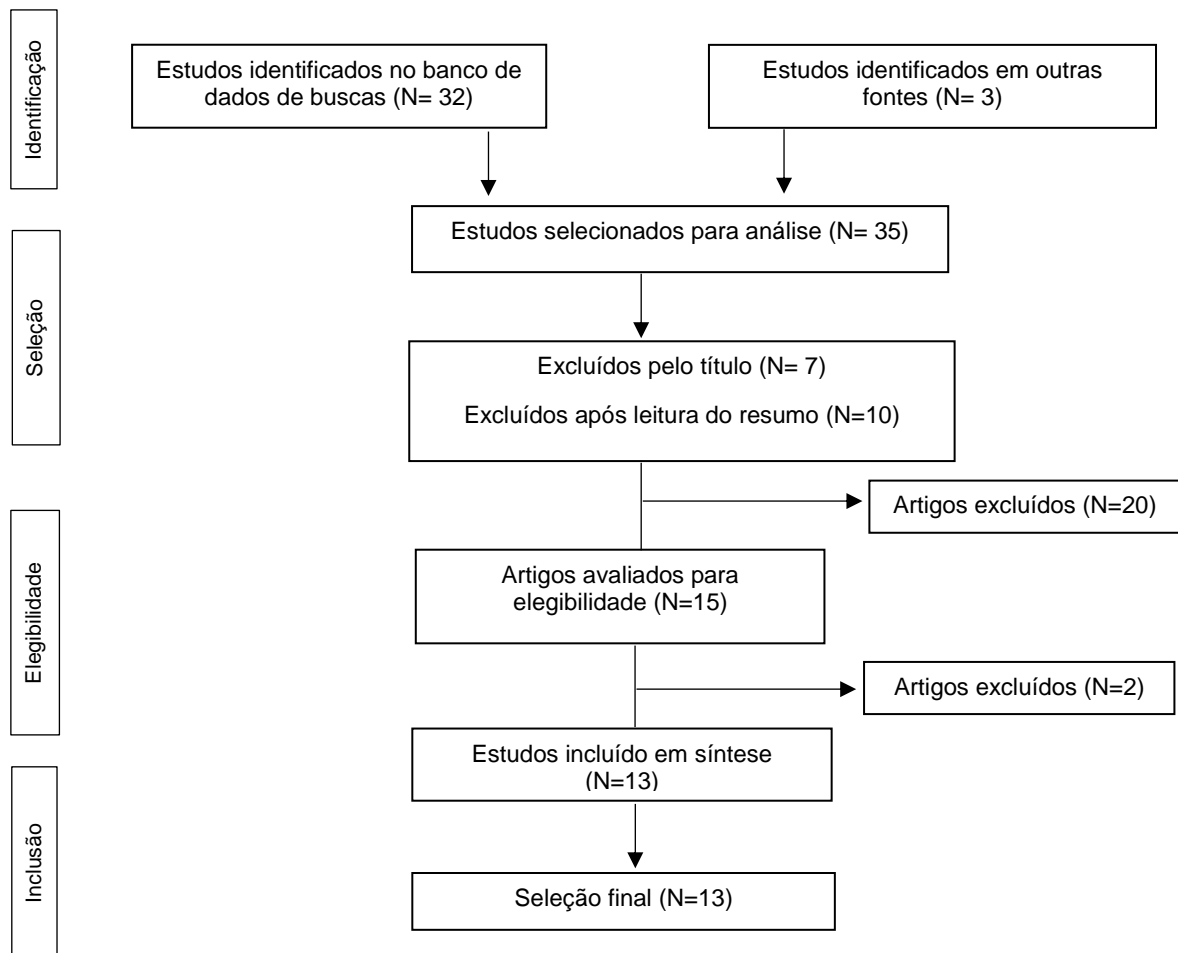 Identificação
Estudos identificados no banco de
dados de buscas (N= 32)
Estudos identificados em outras
fontes (N= 3)
Seleção
Estudos selecionados para análise (N= 35)
Excluídos pelo título (N= 7)
Excluídos após leitura do resumo (N=10)
Artigos excluídos (N=20)
Elegibilidade
Artigos avaliados para
elegibilidade (N=15)
Artigos excluídos (N=2)
Estudos incluído em síntese
(N=13)
Inclusão
Seleção final (N=13)